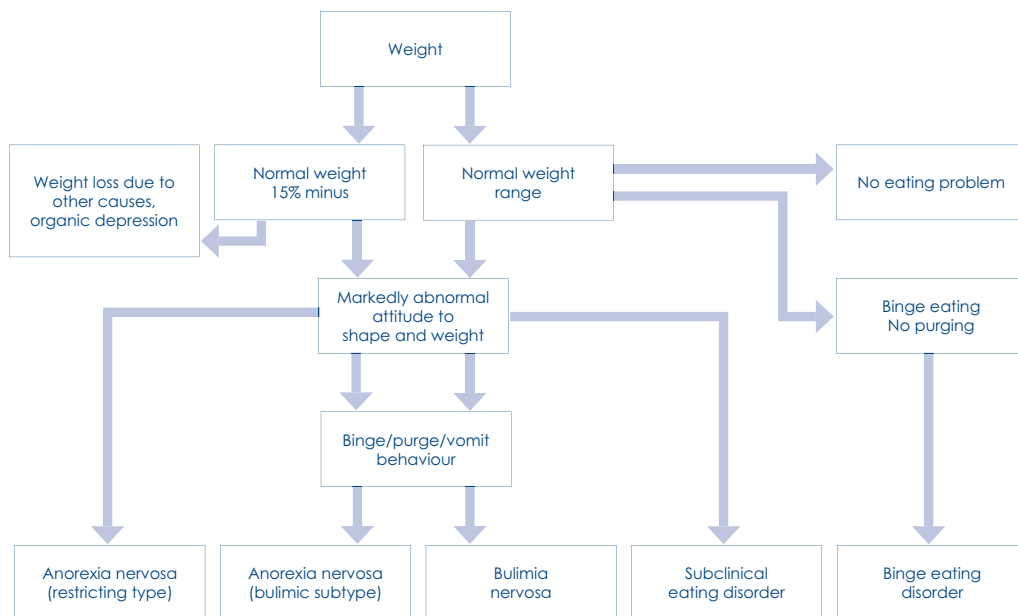 Weight
Weight loss due to
other causes,
organic depression
Normal weight
15% minus
Normal weight
range
No eating problem
Markedly abnormal
attitude to
shape and weight
Binge eating
No purging
Binge/purge/vomit
behaviour
Anorexia nervosa
(restricting type)
Anorexia nervosa
(bulimic subtype)
Bulimia
nervosa
Subclinical
eating disorder
Binge eating
disorder